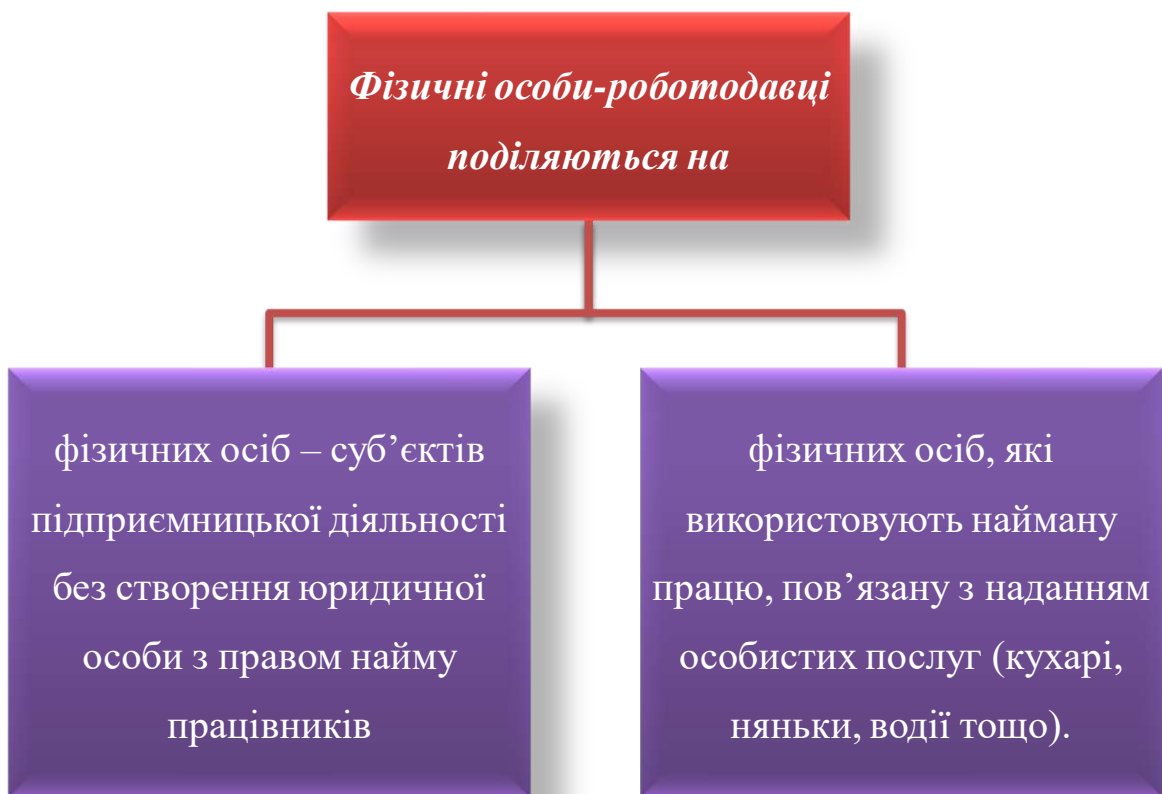 Фізичні особи-роботодавці
поділяються на
фізичних осіб – суб’єктів
підприємницької діяльності
без створення юридичної
особи з правом найму
працівників
фізичних осіб, які
використовують найману
працю, пов’язану з наданням
особистих послуг (кухарі,
няньки, водії тощо).